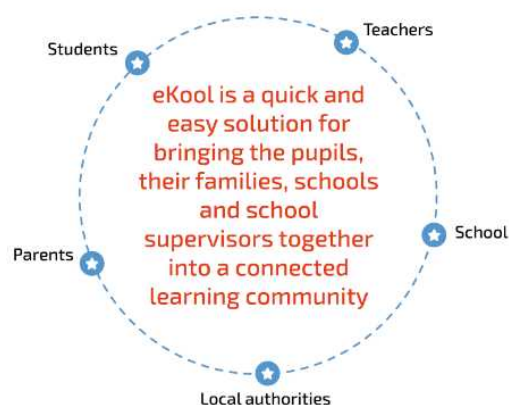 Teachers
Students
eKool is a quick and
easy solution for
bringing the pupils,
their families, schools
and school
supervisors together
into a connected
learning community
School
Parents
Local authorities